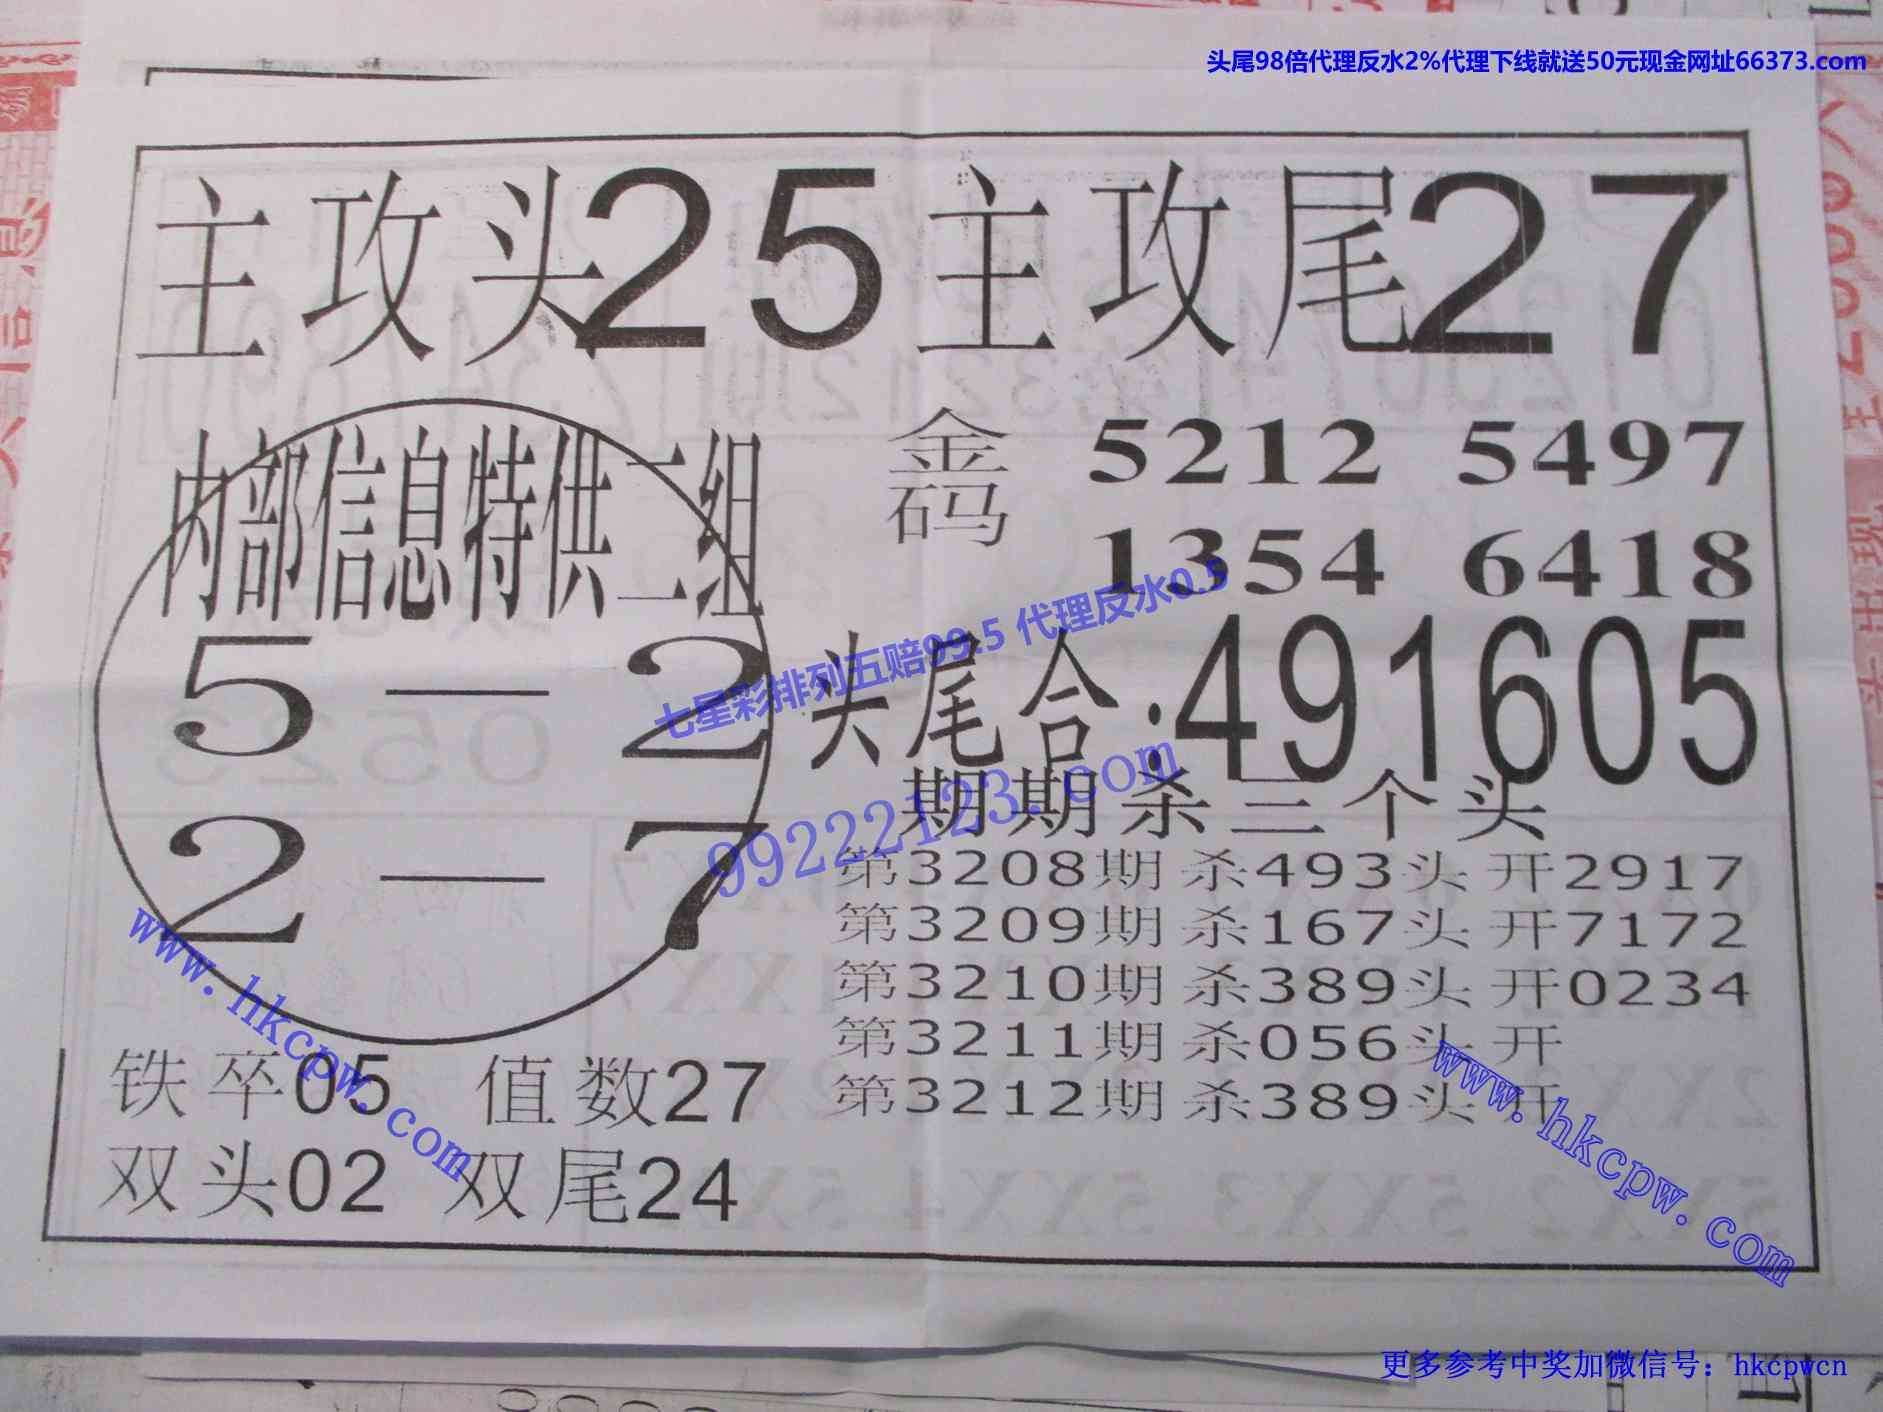 头尾98倍代理反水2%代理下线就送50元现金网址66373.com
主攻头25 主攻尾27
内部信息特供二组
5—2
2—7
金码 5212 5497
1354 6418
七星彩排列五赔99.5 代理反水0.5
头尾合:491605
99222123.com
期期杀三个头
第3208期杀493头开2917
第3209期杀167头开7172
第3210期杀389头开0234
第3211期杀056头开
第3212期杀389头开
www.hkcpw.com
www.hkcpw.com
铁卒05 值数27
双头02 双尾24
更多参考中奖加微信号：hkcpwcn